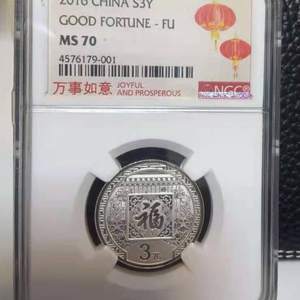 2016 CHINA S3Y
GOOD FORTUNE - FU
MS 70
4576179-001
万事如意 JOYFUL
AND PROSPEROUS
NGC
福
3元